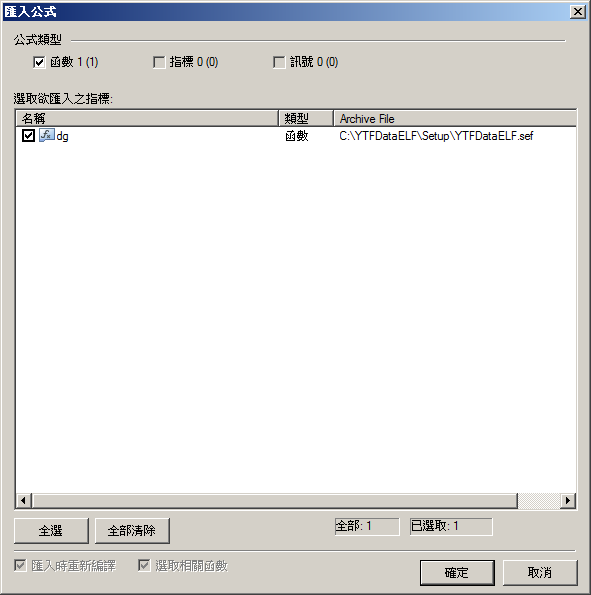 匯入公式
公式類型
函數 1 (1) 指標 0 (0) 訊號 0 (0)
選取欲匯入之指標:
名稱 類型 Archive File
dg 函數 C:\YTFDataELF\Setup\YTFDataELF.sef
全選 全部清除 全部: 1 已選取: 1
匯入時重新編譯 選取相關函數
確定 取消